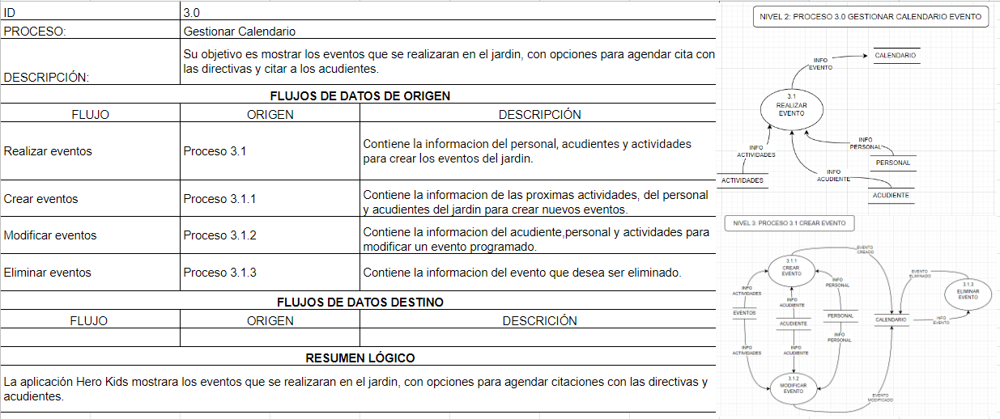 ID 3.0
PROCESO: Gestionar Calendario
DESCRIPCIÓN: Su objetivo es mostrar los eventos que se realizaran en el jardin, con opciones para agendar cita con
las directivas y citar a los acudientes.
FLUJOS DE DATOS DE ORIGEN
FLUJO ORIGEN DESCRIPCIÓN
Realizar eventos Proceso 3.1 Contiene la informacion del personal, acudientes y actividades
para crear los eventos del jardin.
Crear eventos Proceso 3.1.1 Contiene la informacion de las proximas actividades, del personal
y acudientes del jardin para crear nuevos eventos.
Modificar eventos Proceso 3.1.2 Contiene la informacion del acudiente,personal y actividades para
modificar un evento programado.
Eliminar eventos Proceso 3.1.3 Contiene la informacion del evento que desea ser eliminado.
FLUJOS DE DATOS DESTINO
FLUJO ORIGEN DESCRICIÓN
RESUMEN LÓGICO
La aplicación Hero Kids mostrara los eventos que se realizaran en el jardin, con opciones para agendar citaciones con las directivas y
acudientes.
NIVEL 2: PROCESO 3.0 GESTIONAR CALENDARIO EVENTO
INFO
EVENTO
CALENDARIO
3.1
REALIZAR
EVENTO
INFO
ACTIVIDADES
INFO
PERSONAL
PERSONAL
INFO
ACUDIENTE
ACTIVIDADES
ACUDIENTE
NIVEL 3: PROCESO 3.1 CREAR EVENTO
EVENTO
CREADO
3.1.1
CREAR
EVENTO
EVENTO
ELIMINADO
3.1.3
ELIMINAR
EVENTO
INFO
ACTIVIDADES
INFO
ACUDIENTE
INFO
PERSONAL
EVENTOS
ACUDIENTE
PERSONAL
CALENDARIO
INFO
EVENTO
INFO
ACTIVIDADES
INFO
ACUDIENTE
INFO
PERSONAL
3.1.2
MODIFICAR
EVENTO
EVENTO
MODIFICADO